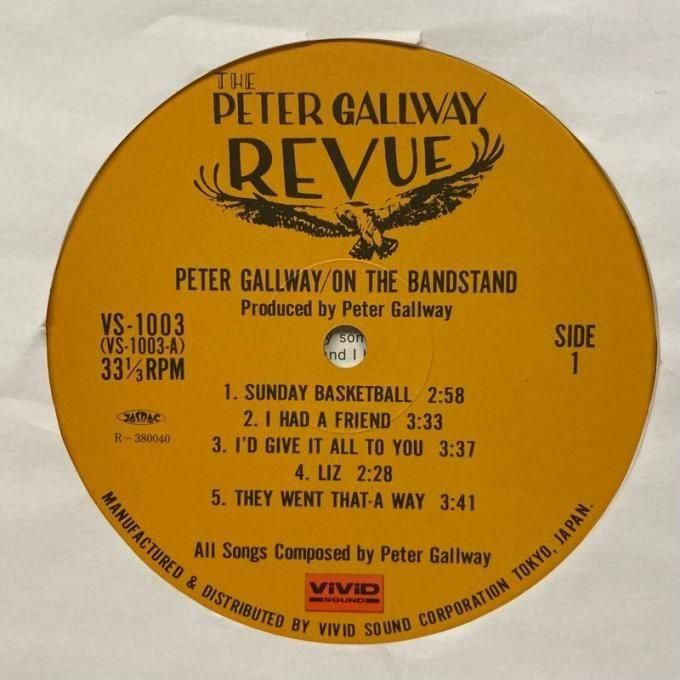 THE
PETER GALLWAY
REVUE
PETER GALLWAY/ON THE BANDSTAND
Produced by Peter Gallway
VS-1003
(VS-1003-A)
33⅓RPM
SIDE
1
y son
nd I
1. SUNDAY BASKETBALL 2:58
2. I HAD A FRIEND 3:33
3. I'D GIVE IT ALL TO YOU 3:37
4. LIZ 2:28
5. THEY WENT THAT-A WAY 3:41
JASRAC
R-380040
All Songs Composed by Peter Gallway
ViViD
SOUND
MANUFACTURED & DISTRIBUTED BY VIVID SOUND CORPORATION TOKYO, JAPAN.